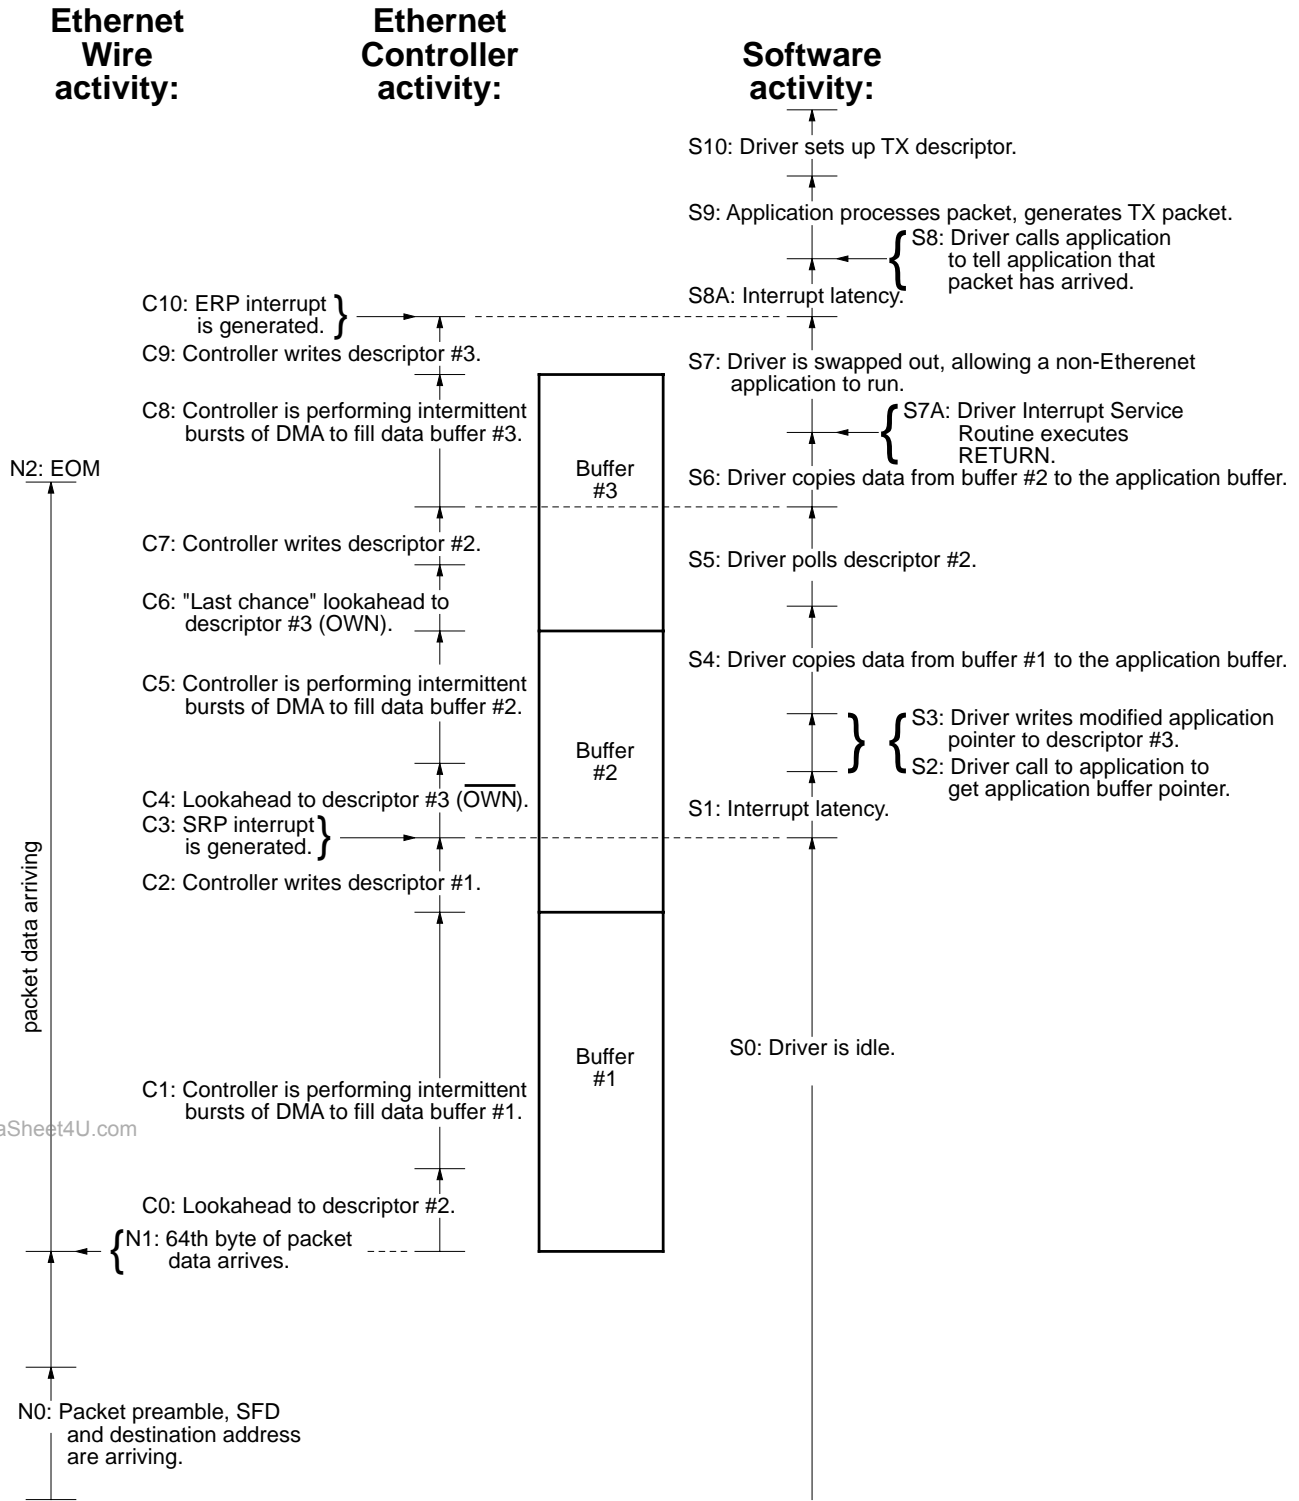 Ethernet
Wire
activity:
Ethernet
Controller
activity:
Software
activity:
S10: Driver sets up TX descriptor.
S9: Application processes packet, generates TX packet.
S8: Driver calls application
to tell application that
packet has arrived.
S8A: Interrupt latency.
C10: ERP interrupt
is generated.
C9: Controller writes descriptor #3.
S7: Driver is swapped out, allowing a non-Etherenet
application to run.
C8: Controller is performing intermittent
bursts of DMA to fill data buffer #3.
S7A: Driver Interrupt Service
Routine executes
RETURN.
N2: EOM
Buffer
#3
S6: Driver copies data from buffer #2 to the application buffer.
C7: Controller writes descriptor #2.
S5: Driver polls descriptor #2.
C6: "Last chance" lookahead to
descriptor #3 (OWN).
S4: Driver copies data from buffer #1 to the application buffer.
C5: Controller is performing intermittent
bursts of DMA to fill data buffer #2.
S3: Driver writes modified application
pointer to descriptor #3.
S2: Driver call to application to
get application buffer pointer.
Buffer
#2
C4: Lookahead to descriptor #3 (OWN).
S1: Interrupt latency.
C3: SRP interrupt
is generated.
C2: Controller writes descriptor #1.
packet data arriving
S0: Driver is idle.
Buffer
#1
C1: Controller is performing intermittent
bursts of DMA to fill data buffer #1.
aSheet4U.com
C0: Lookahead to descriptor #2.
N1: 64th byte of packet
data arrives.
N0: Packet preamble, SFD
and destination address
are arriving.